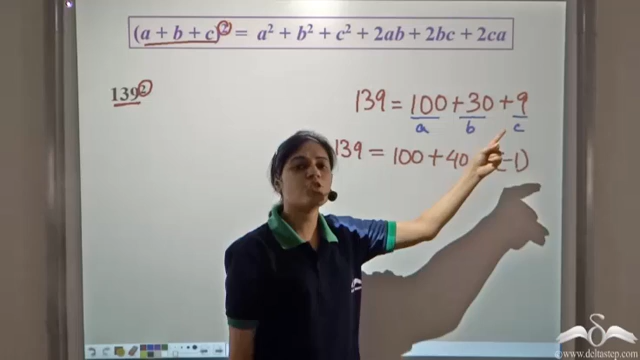 (a + b + c)² = a² + b² + c² + 2ab + 2bc + 2ca
139²
139 = 100 + 30 + 9
a b c
139 = 100 + 40 -1)
www.deltastep.com